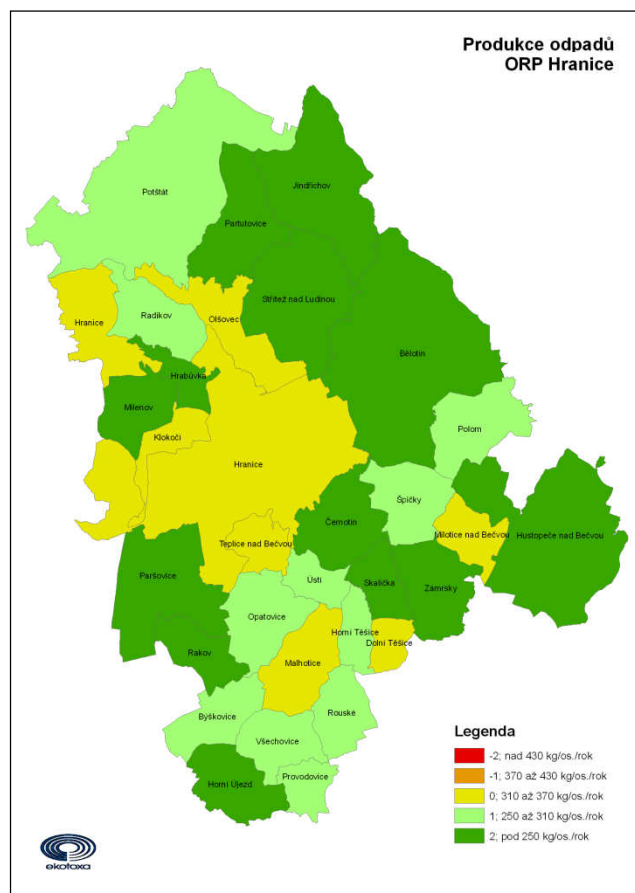 Produkce odpadů
ORP Hranice
Potštát
Jindřichov
Partutovice
Střítež nad Ludinou
Olšovec
Hranice
Radíkov
Bělotín
Hrabůvka
Milenov
Polom
Klokočí
Hranice
Špičky
Černotín
Milotice nad Bečvou
Hustopeče nad Bečvou
Teplice nad Bečvou
Paršovice
Ústí
Skalička
Zámrsky
Opatovice
Horní Těšice
Dolní Těšice
Rakov
Malhotice
Rouské
Býškovice
Všechovice
Provodovice
Horní Újezd
Legenda
-2; nad 430 kg/os./rok
-1; 370 až 430 kg/os./rok
0; 310 až 370 kg/os./rok
1; 250 až 310 kg/os./rok
2; pod 250 kg/os./rok
ekotoxa